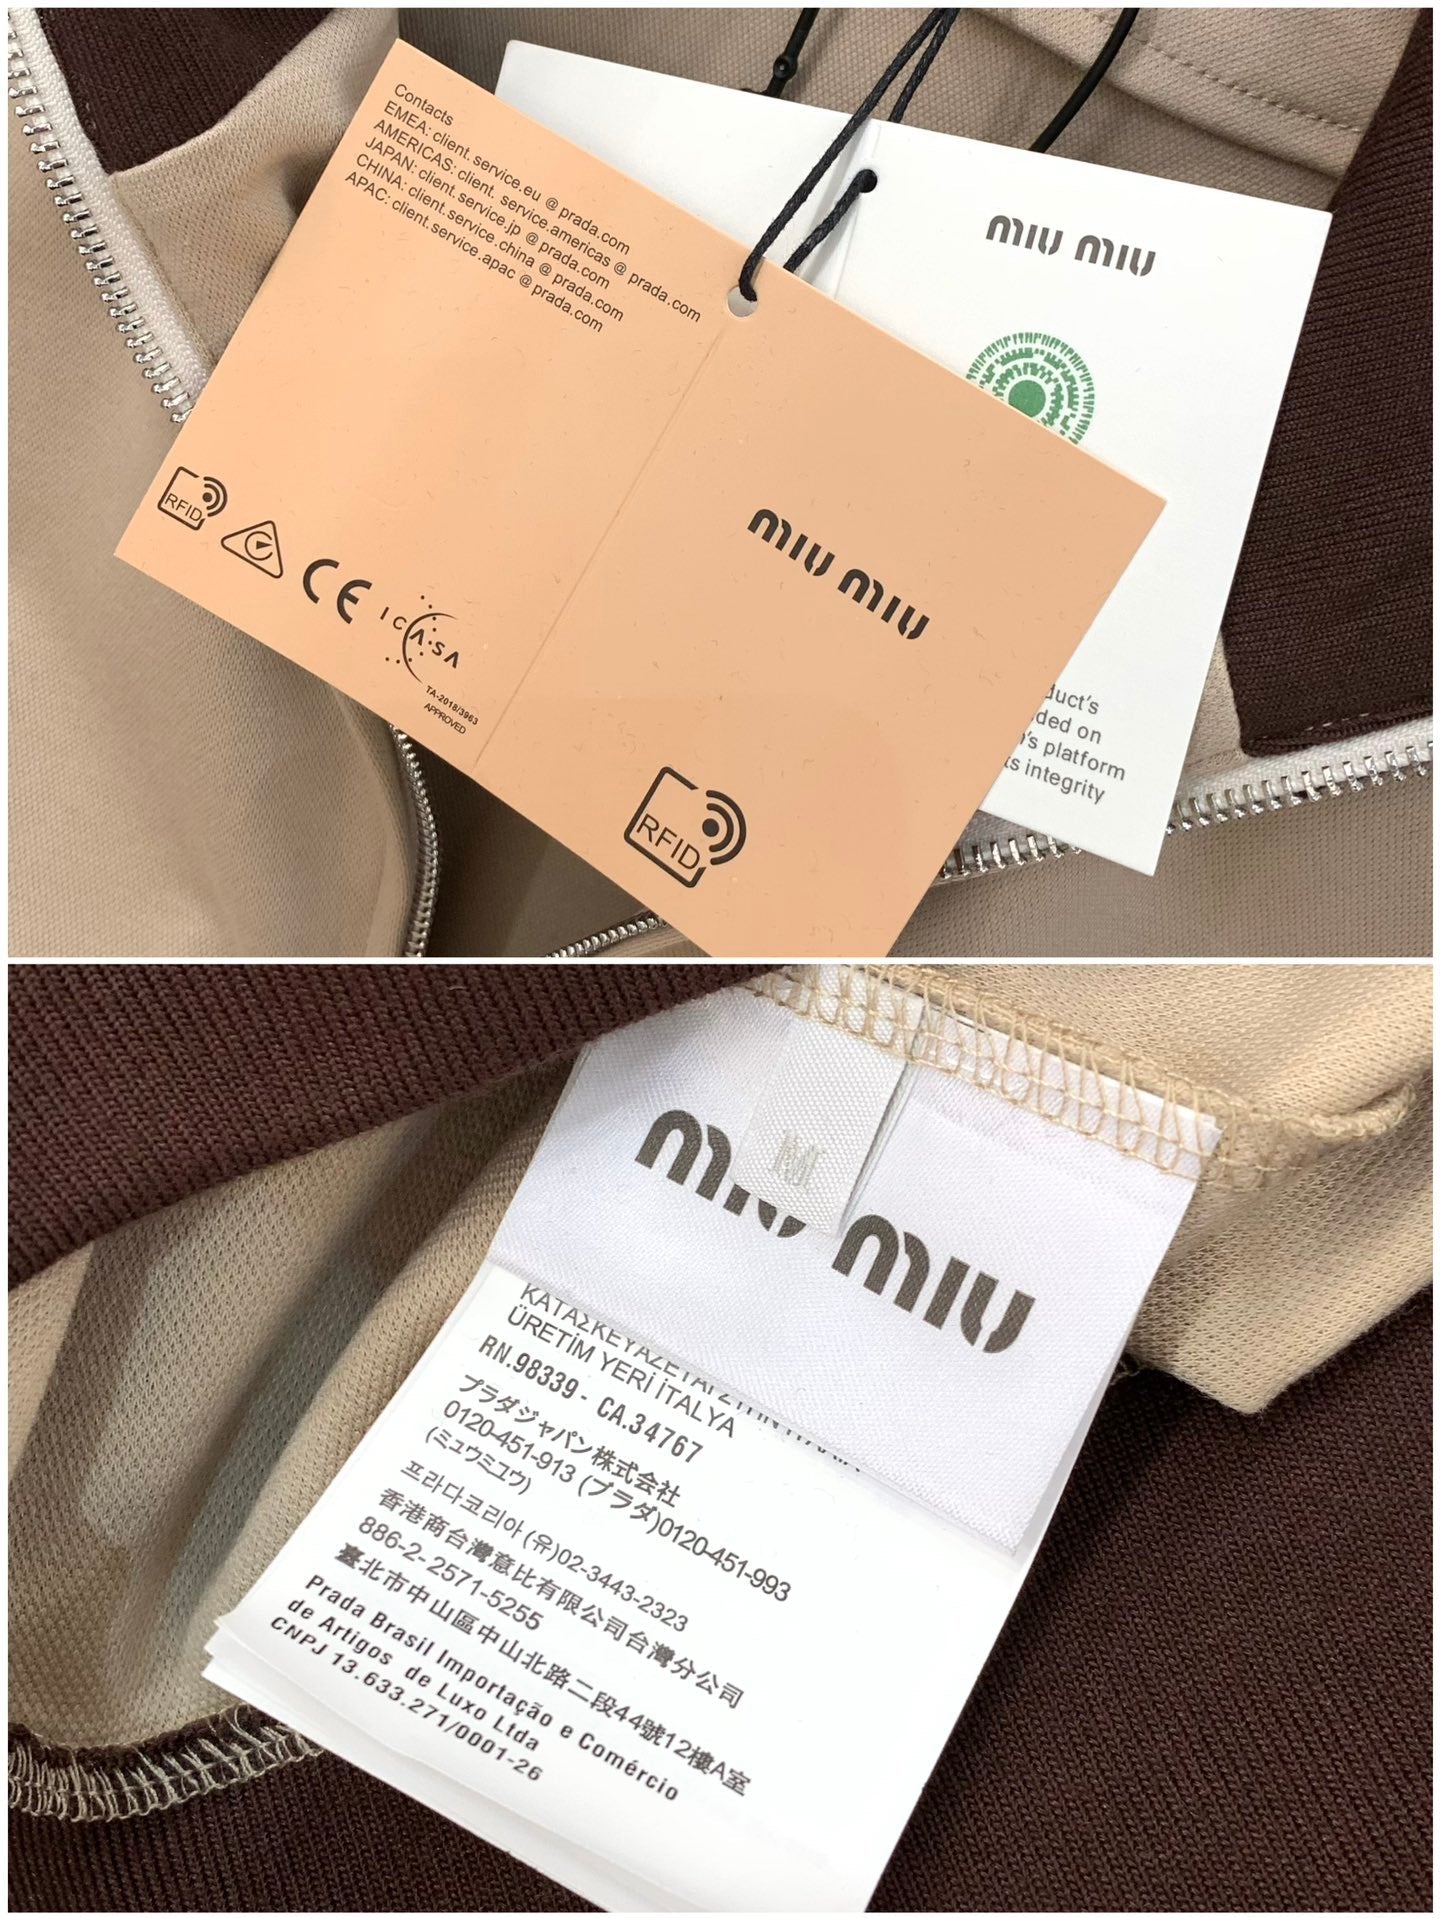 Contacts
EMEA: client.service.eu @ prada.com
AMERICAS: client. service.americas @ prada.com
JAPAN: client.service.jp @ prada.com
CHINA: client.service.china @ prada.com
APAC: client.service.apac @ prada.com
RFID
CE
ICASA
TA-2018/3963
APPROVED
miu miu
RFID
miu miu
duct's
ded on
's platform
ts integrity
M
miu miu
ÜRETİM YERİ İTALYA
RN.98339 - CA.34767
プラダジャパン株式会社
0120-451-913 (プラダ)0120-451-993
(ミュウミュウ)
프라다코리아(유)02-3443-2323
香港商台灣意比有限公司台灣分公司
886-2-2571-5255
臺北市中山區中山北路二段44號12樓A室
Prada Brasil Importação e Comércio
de Artigos de Luxo Ltda
CNPJ 13.633.271/0001-26